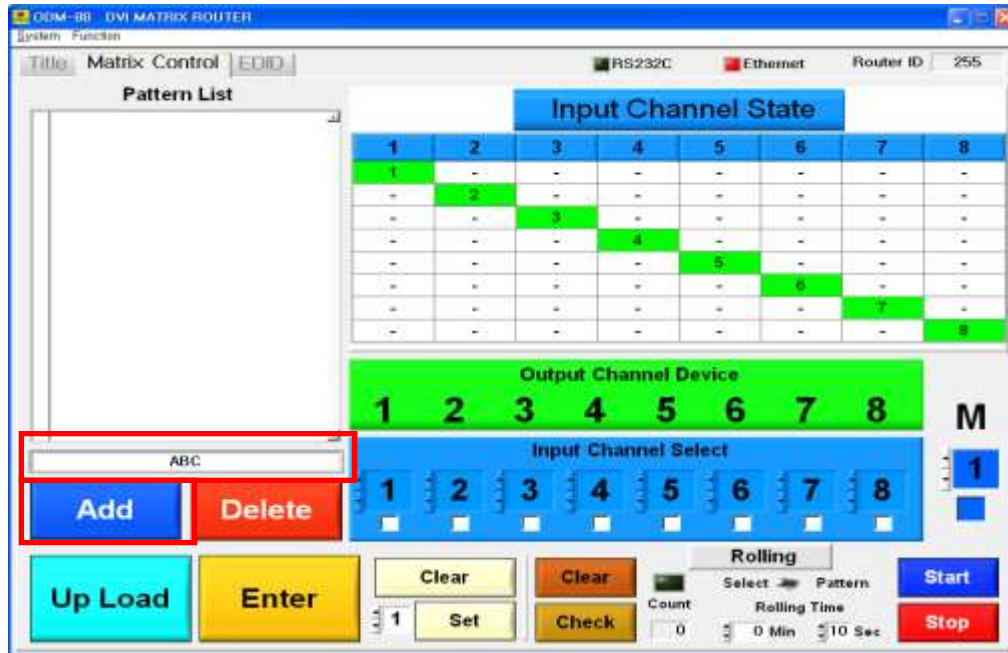 ODM-88 DVI MATRIX ROUTER
System Function
Title Matrix Control EDID RS232C Ethernet Router ID 255
Pattern List
Input Channel State
1 2 3 4 5 6 7 8
1 - - - - - - -
- 2 - - - - - -
- - 3 - - - - -
- - - 4 - - - -
- - - - 5 - - -
- - - - - 6 - -
- - - - - - 7 -
- - - - - - - 8
Output Channel Device
1 2 3 4 5 6 7 8
M
ABC
Input Channel Select
1 2 3 4 5 6 7 8
1
Add Delete
Up Load Enter
Clear
1 Set
Clear
Check
Count
0
Rolling
Select Pattern
Rolling Time
0 Min 10 Sec
Start
Stop